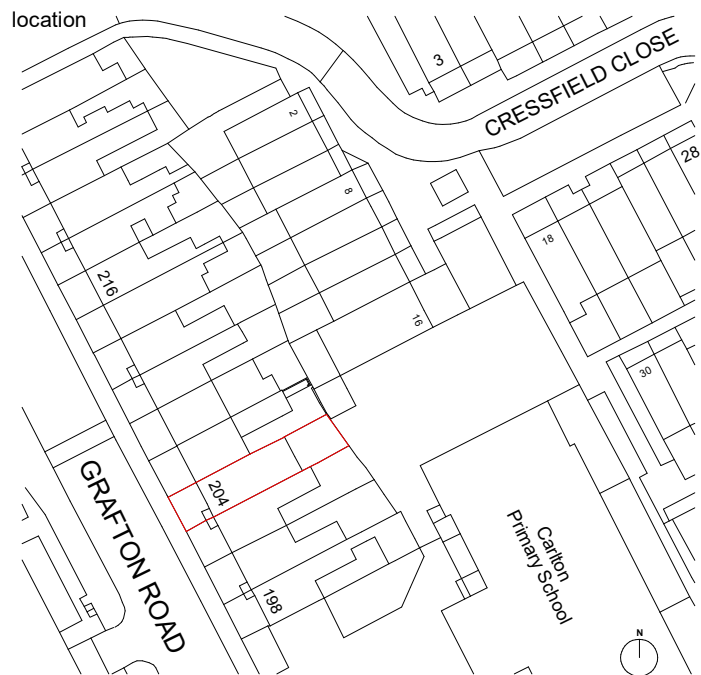 location
3
CRESSFIELD CLOSE
2
28
8
18
216
16
30
204
GRAFTON ROAD
Carlton
Primary School
198
N